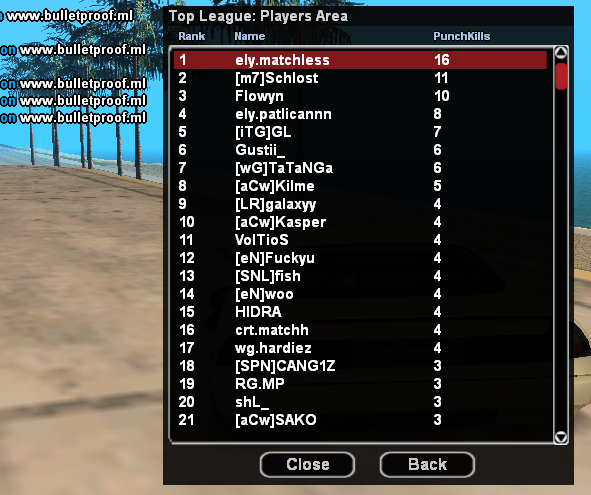 on www.bulletproof.ml
on www.bulletproof.ml
on www.bulletproof.ml
on www.bulletproof.ml
on www.bulletproof.ml
Top League: Players Area
Rank Name PunchKills
1 ely.matchless 16
2 [m7]Schlost 11
3 Flowyn 10
4 ely.patlicannn 8
5 [iTG]GL 7
6 Gustii_ 6
7 [wG]TaTaNGa 6
8 [aCw]Kilme 5
9 [LR]galaxyy 4
10 [aCw]Kasper 4
11 VolTioS 4
12 [eN]Fuckyu 4
13 [SNL]fish 4
14 [eN]woo 4
15 HIDRA 4
16 crt.matchh 4
17 wg.hardiez 4
18 [SPN]CANG1Z 3
19 RG.MP 3
20 shL_ 3
21 [aCw]SAKO 3
Close Back